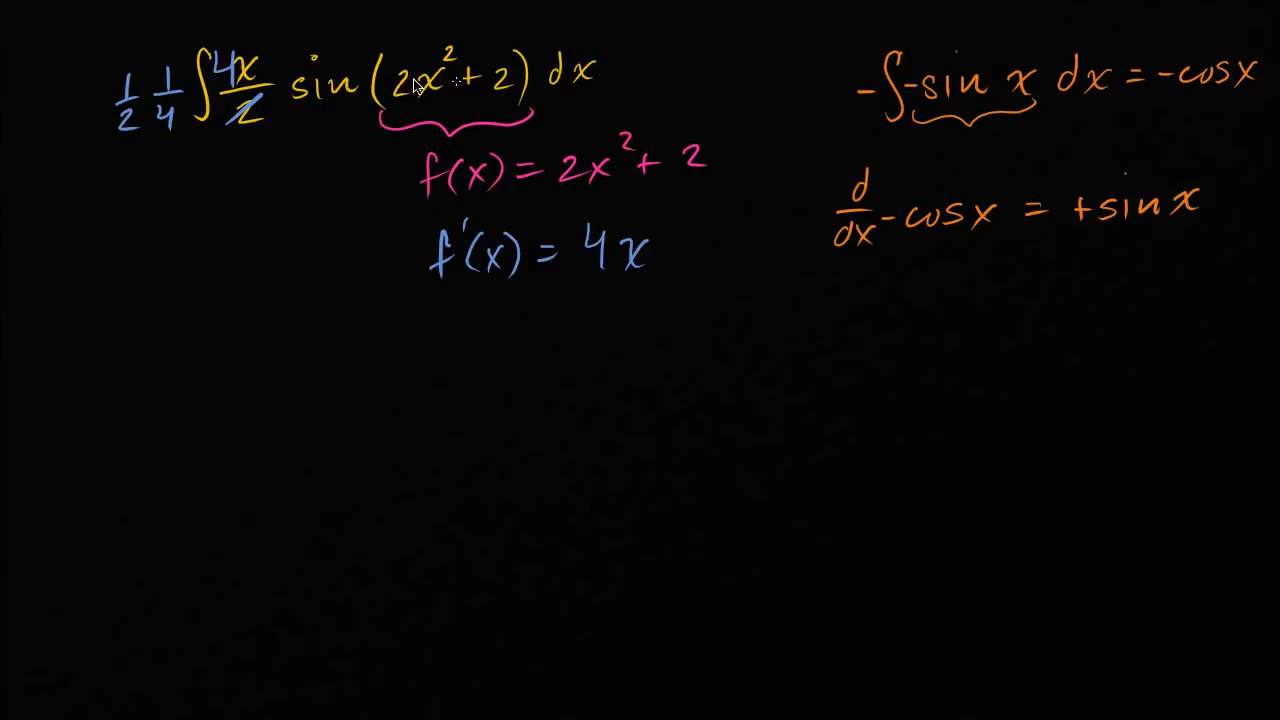 1/2 1/4 ∫ 4x/2 sin (2x² + 2) dx
f(x) = 2x² + 2
f'(x) = 4x
-∫-sin x dx = -cos x
d/dx -cos x = +sin x